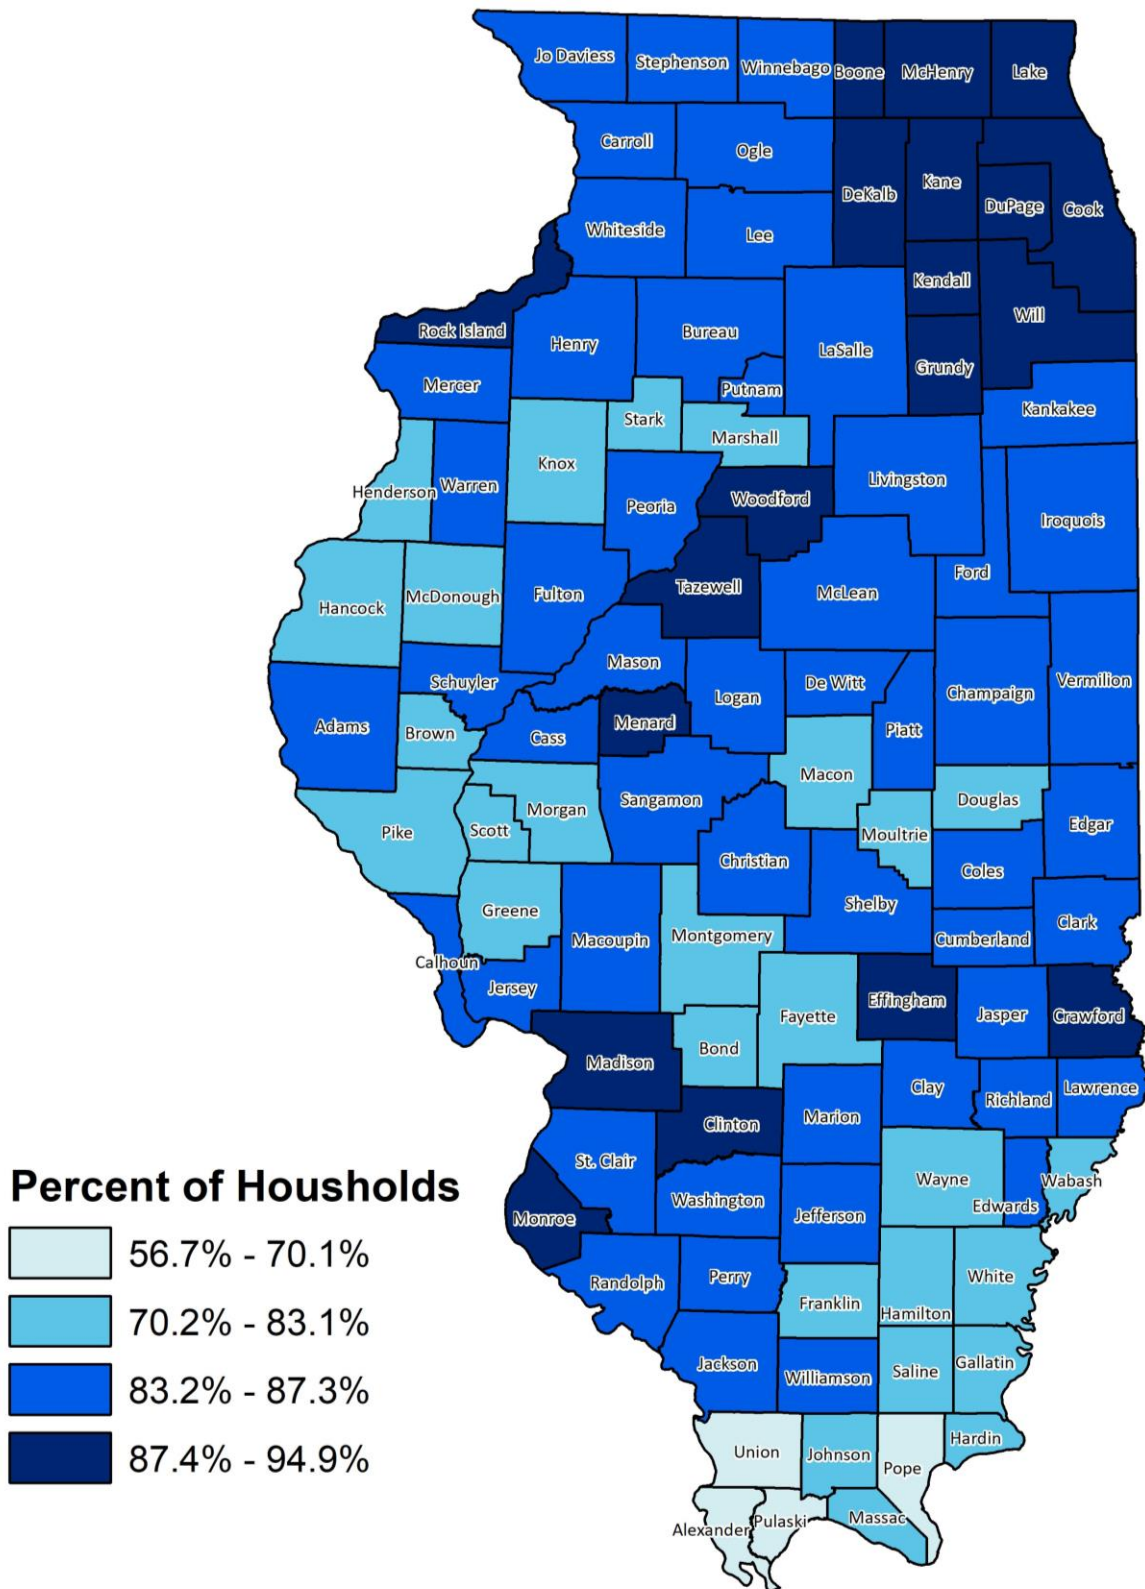 Jo Daviess
Stephenson
Winnebago
Boone
McHenry
Lake
Carroll
Ogle
DeKalb
Kane
DuPage
Cook
Whiteside
Lee
Kendall
Will
Rock Island
Henry
Bureau
LaSalle
Grundy
Mercer
Putnam
Kankakee
Stark
Marshall
Henderson
Warren
Knox
Peoria
Woodford
Livingston
Iroquois
Hancock
McDonough
Fulton
Tazewell
McLean
Ford
Schuyler
Mason
Logan
De Witt
Champaign
Vermilion
Adams
Brown
Cass
Menard
Piatt
Macon
Pike
Scott
Morgan
Sangamon
Douglas
Edgar
Christian
Moultrie
Coles
Greene
Macoupin
Montgomery
Shelby
Cumberland
Clark
Calhoun
Jersey
Fayette
Effingham
Jasper
Crawford
Madison
Bond
Clay
Richland
Lawrence
Clinton
Marion
St. Clair
Wayne
Edwards
Wabash
Monroe
Washington
Jefferson
Randolph
Perry
Franklin
Hamilton
White
Jackson
Williamson
Saline
Gallatin
Union
Johnson
Pope
Hardin
Alexander
Pulaski
Massac
Percent of Housholds
56.7% - 70.1%
70.2% - 83.1%
83.2% - 87.3%
87.4% - 94.9%